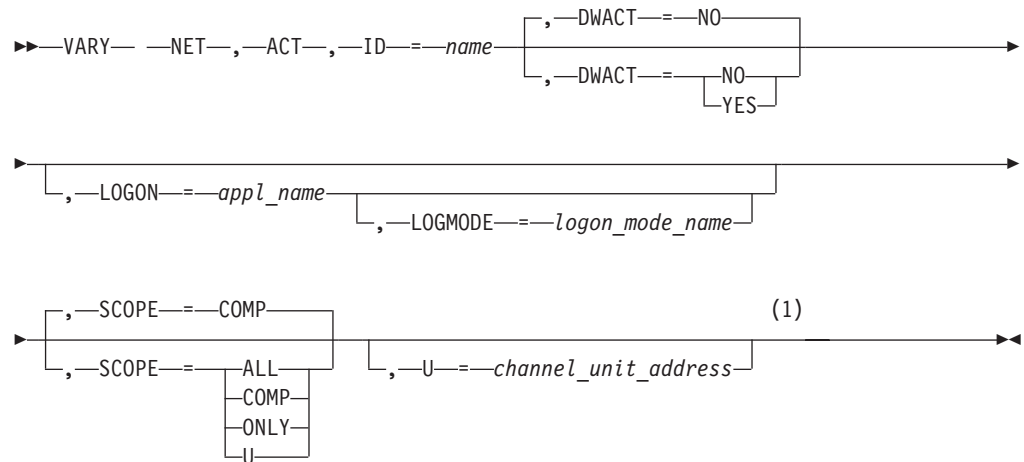 ,—DWACT—=—NO
VARY— —NET—,—ACT—,—ID—=—name
,—DWACT—=—NO
YES
,—LOGON—=—appl_name
,—LOGMODE—=—logon_mode_name
,—SCOPE—=—COMP
(1)
,—SCOPE—=—ALL
,—U—=—channel_unit_address
COMP
ONLY
U